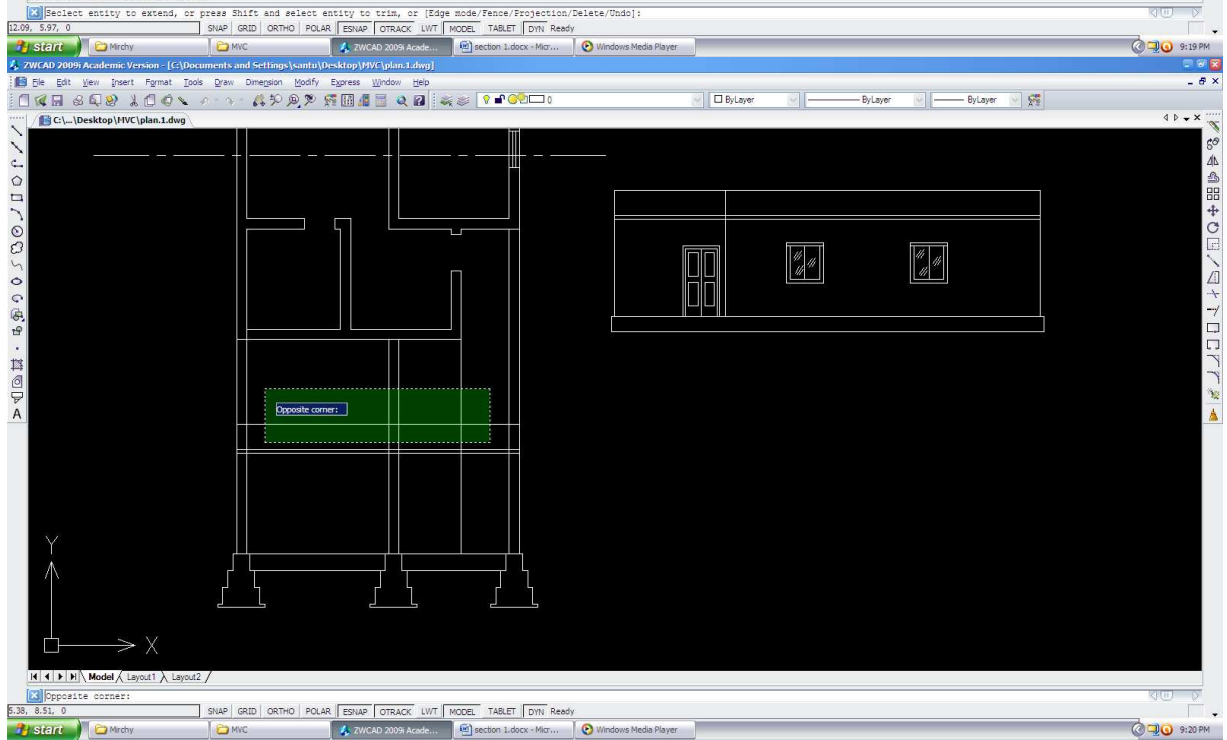 Seclect entity to extend, or press Shift and select entity to trim, or [Edge mode/Fence/Projection/Delete/Undo]:
12.09, 5.97, 0 SNAP GRID ORTHO POLAR ESNAP OTRACK LWT MODEL TABLET DYN Ready
start Mirchy MVC ZWCAD 2009i Acade... section 1.docx - Micr... Windows Media Player 9:19 PM
ZWCAD 2009i Academic Version - [C:\Documents and Settings\santu\Desktop\MVC\plan.1.dwg]
File Edit View Insert Format Tools Draw Dimension Modify Express Window Help
0 ByLayer ByLayer ByLayer
C:\...\Desktop\MVC\plan.1.dwg
A
Opposite corner:
Y
X
Model Layout1 Layout2
Opposite corner:
5.38, 8.51, 0 SNAP GRID ORTHO POLAR ESNAP OTRACK LWT MODEL TABLET DYN Ready
start Mirchy MVC ZWCAD 2009i Acade... section 1.docx - Micr... Windows Media Player 9:20 PM